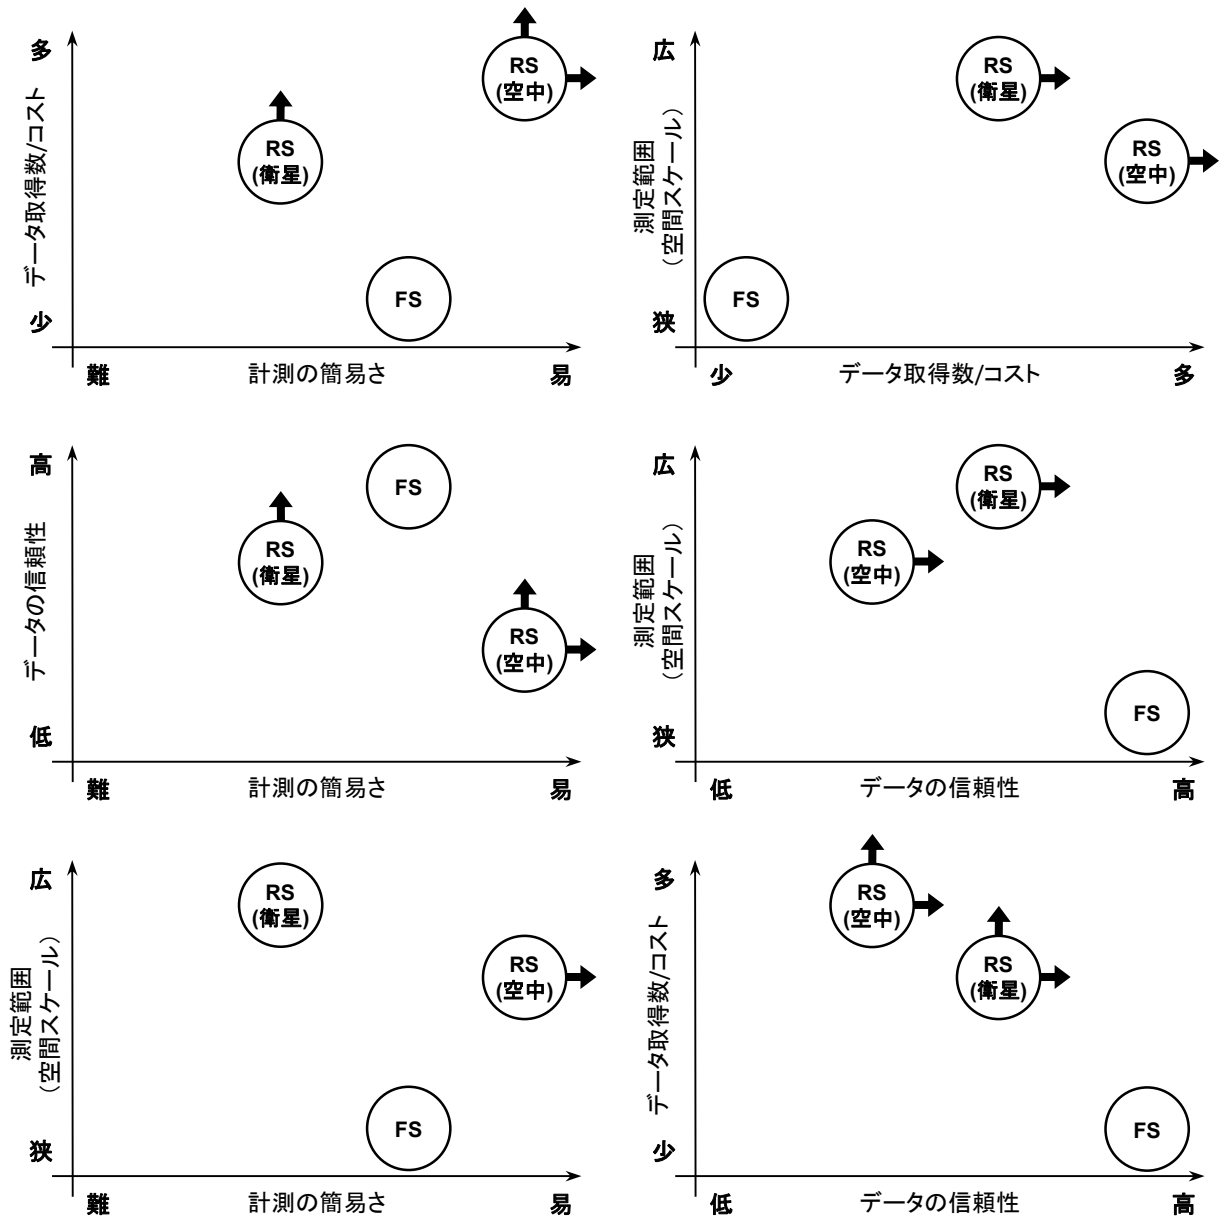 多
データ取得数/コスト
少
RS
(衛星)
RS
(空中)
FS
難
計測の簡易さ
易
広
測定範囲
（空間スケール）
狭
RS
(衛星)
RS
(空中)
FS
少
データ取得数/コスト
多
高
データの信頼性
低
FS
RS
(衛星)
RS
(空中)
難
計測の簡易さ
易
広
測定範囲
（空間スケール）
狭
RS
(衛星)
RS
(空中)
FS
低
データの信頼性
高
広
測定範囲
（空間スケール）
狭
RS
(衛星)
RS
(空中)
FS
難
計測の簡易さ
易
多
データ取得数/コスト
少
RS
(空中)
RS
(衛星)
FS
低
データの信頼性
高